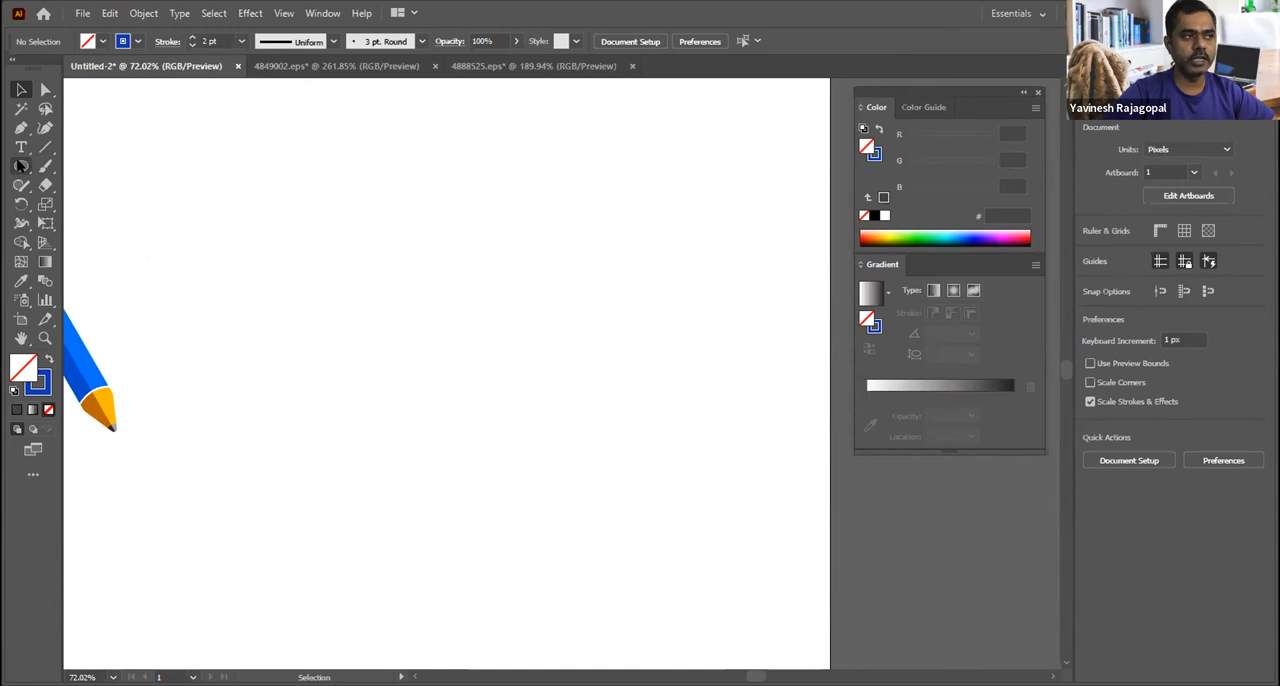 Ai File Edit Object Type Select Effect View Window Help Essentials
No Selection Stroke: 2 pt Uniform 3 pt. Round Opacity: 100% Style: Document Setup Preferences
Untitled-2* @ 72.02% (RGB/Preview) × 4849002.eps* @ 261.85% (RGB/Preview) × 4888525.eps* @ 189.94% (RGB/Preview) ×
Yavinesh Rajagopal
Color Color Guide
R
G
B
#
Gradient
Type:
Stroke:
Opacity:
Location:
Document
Units: Pixels
Artboard: 1
Edit Artboards
Ruler & Grids
Guides
Snap Options
Preferences
Keyboard Increment: 1 px
Use Preview Bounds
Scale Corners
Scale Strokes & Effects
Quick Actions
Document Setup Preferences
72.02% 1 Selection